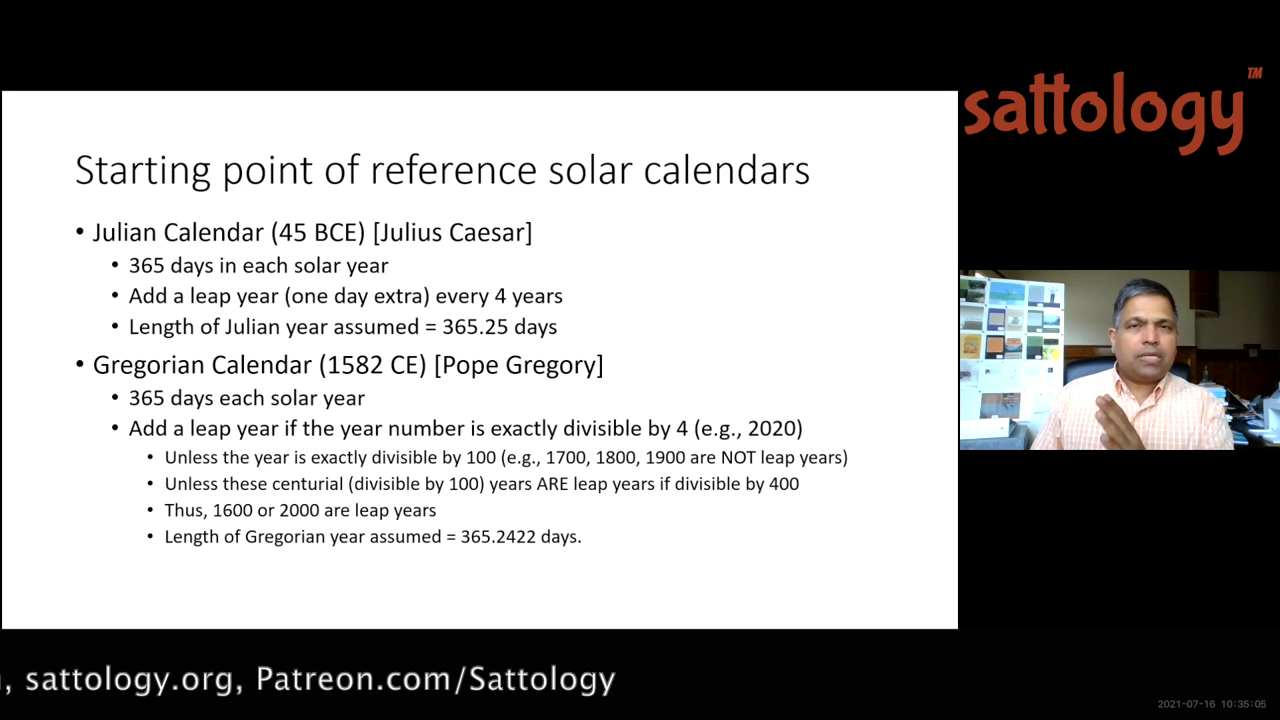 sattology™
Starting point of reference solar calendars
• Julian Calendar (45 BCE) [Julius Caesar]
• 365 days in each solar year
• Add a leap year (one day extra) every 4 years
• Length of Julian year assumed = 365.25 days
• Gregorian Calendar (1582 CE) [Pope Gregory]
• 365 days each solar year
• Add a leap year if the year number is exactly divisible by 4 (e.g., 2020)
• Unless the year is exactly divisible by 100 (e.g., 1700, 1800, 1900 are NOT leap years)
• Unless these centurial (divisible by 100) years ARE leap years if divisible by 400
• Thus, 1600 or 2000 are leap years
• Length of Gregorian year assumed = 365.2422 days.
, sattology.org, Patreon.com/Sattology
2021-07-16 10:35:05